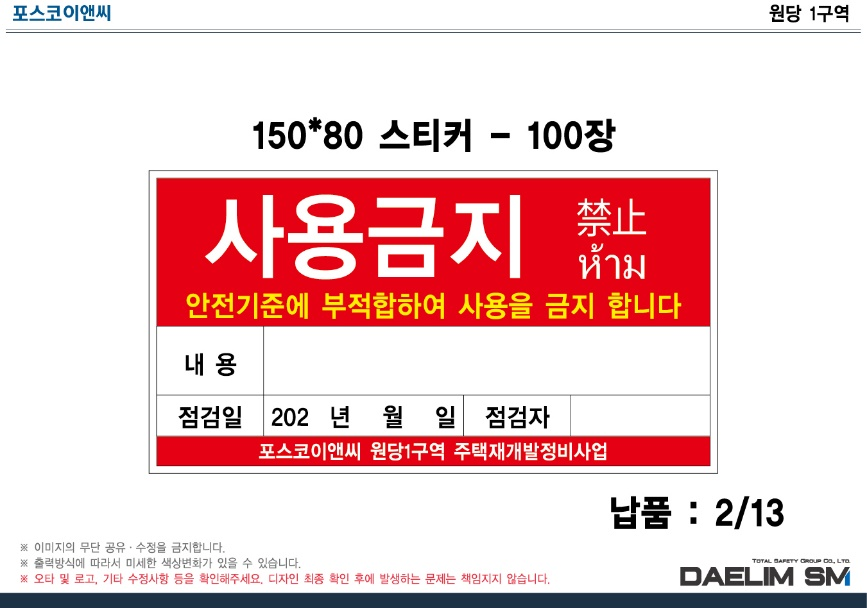 포스코이앤씨
원당 1구역
150*80 스티커 - 100장
사용금지
禁止
ห้าม
안전기준에 부적합하여 사용을 금지 합니다
내 용
점검일 202 년 월 일 점검자
포스코이앤씨 원당1구역 주택재개발정비사업
납품 : 2/13
※ 이미지의 무단 공유 · 수정을 금지합니다.
※ 출력방식에 따라서 미세한 색상변화가 있을 수 있습니다.
※ 오타 및 로고, 기타 수정사항 등을 확인해주세요. 디자인 최종 확인 후에 발생하는 문제는 책임지지 않습니다.
TOTAL SAFETY GROUP CO., LTD.
DAELIM SM